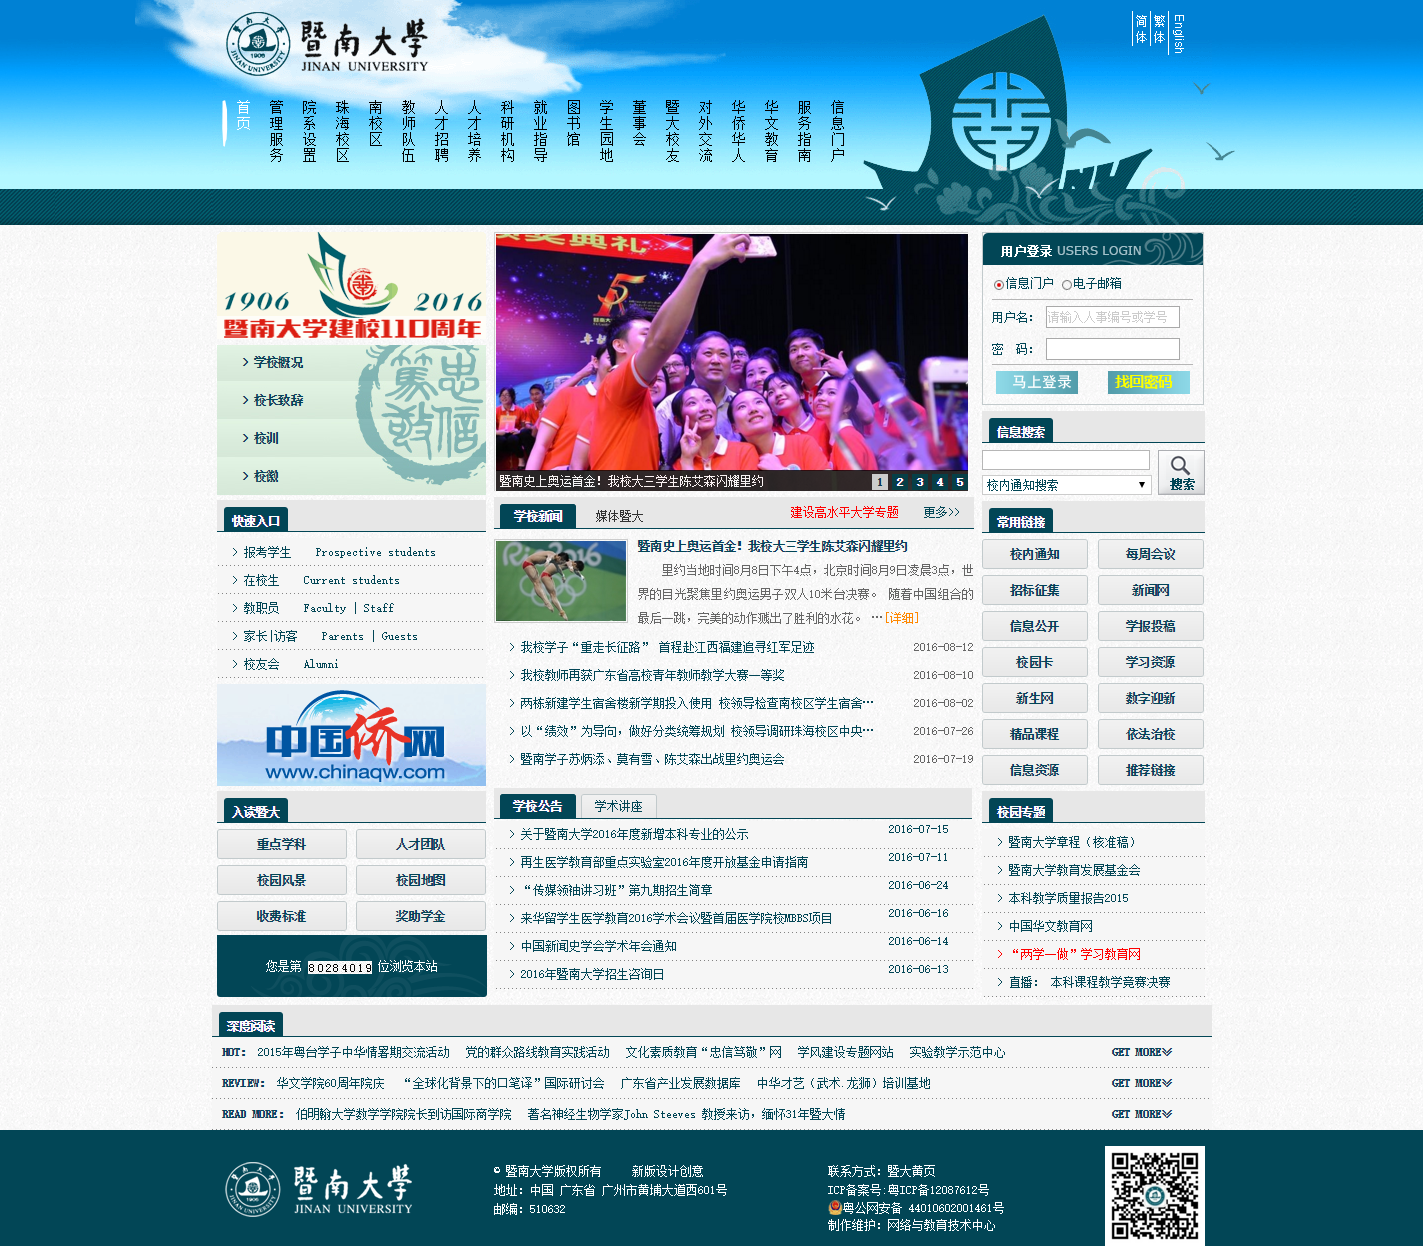 暨南大學
JINAN UNIVERSITY
简体
繁体
English
首页
管理服务
院系设置
珠海校区
南校区
教师队伍
人才招聘
人才培养
科研机构
就业指导
图书馆
学生园地
董事会
暨大校友
对外交流
华侨华人
华文教育
服务指南
信息门户
1906 2016
暨南大学建校110周年
学校概况
校长致辞
校训
校徽
快速入口
报考学生 Prospective students
在校生 Current students
教职员 Faculty | Staff
家长|访客 Parents | Guests
校友会 Alumni
中国侨网
www.chinaqw.com
入读暨大
重点学科 人才团队
校园风景 校园地图
收费标准 奖助学金
您是第 80284019 位浏览本站
暨南史上奥运首金！我校大三学生陈艾森闪耀里约
1 2 3 4 5
学校新闻 媒体暨大 建设高水平大学专题 更多>>
暨南史上奥运首金！我校大三学生陈艾森闪耀里约
里约当地时间8月8日下午4点，北京时间8月9日凌晨3点，世
界的目光聚焦里约奥运男子双人10米台决赛。 随着中国组合的
最后一跳，完美的动作溅出了胜利的水花。 …[详细]
我校学子“重走长征路” 首程赴江西福建追寻红军足迹 2016-08-12
我校教师再获广东省高校青年教师教学大赛一等奖 2016-08-10
两栋新建学生宿舍楼新学期投入使用 校领导检查南校区学生宿舍… 2016-08-02
以“绩效”为导向，做好分类统筹规划 校领导调研珠海校区中央… 2016-07-26
暨南学子苏炳添、莫有雪、陈艾森出战里约奥运会 2016-07-19
学校公告 学术讲座
关于暨南大学2016年度新增本科专业的公示 2016-07-15
再生医学教育部重点实验室2016年度开放基金申请指南 2016-07-11
“传媒领袖讲习班”第九期招生简章 2016-06-24
来华留学生医学教育2016学术会议暨首届医学院校MBBS项目 2016-06-16
中国新闻史学会学术年会通知 2016-06-14
2016年暨南大学招生咨询日 2016-06-13
用户登录 USERS LOGIN
信息门户 电子邮箱
用户名： 请输入人事编号或学号
密 码：
马上登录 找回密码
信息搜索
校内通知搜索
搜索
常用链接
校内通知 每周会议
招标征集 新闻网
信息公开 学报投稿
校园卡 学习资源
新生网 数字迎新
精品课程 依法治校
信息资源 推荐链接
校园专题
暨南大学章程（核准稿）
暨南大学教育发展基金会
本科教学质量报告2015
中国华文教育网
“两学一做”学习教育网
直播： 本科课程教学竞赛决赛
深度阅读
HOT: 2015年粤台学子中华情暑期交流活动 党的群众路线教育实践活动 文化素质教育“忠信笃敬”网 学风建设专题网站 实验教学示范中心 GET MORE
REVIEW: 华文学院60周年院庆 “全球化背景下的口笔译”国际研讨会 广东省产业发展数据库 中华才艺（武术.龙狮）培训基地 GET MORE
READ MORE: 伯明翰大学数学学院院长到访国际商学院 著名神经生物学家John Steeves 教授来访，缅怀31年暨大情 GET MORE
暨南大學
JINAN UNIVERSITY
© 暨南大学版权所有 新版设计创意
地址：中国 广东省 广州市黄埔大道西601号
邮编：510632
联系方式：暨大黄页
ICP备案号:粤ICP备12087612号
粤公网安备 44010602001461号
制作维护：网络与教育技术中心